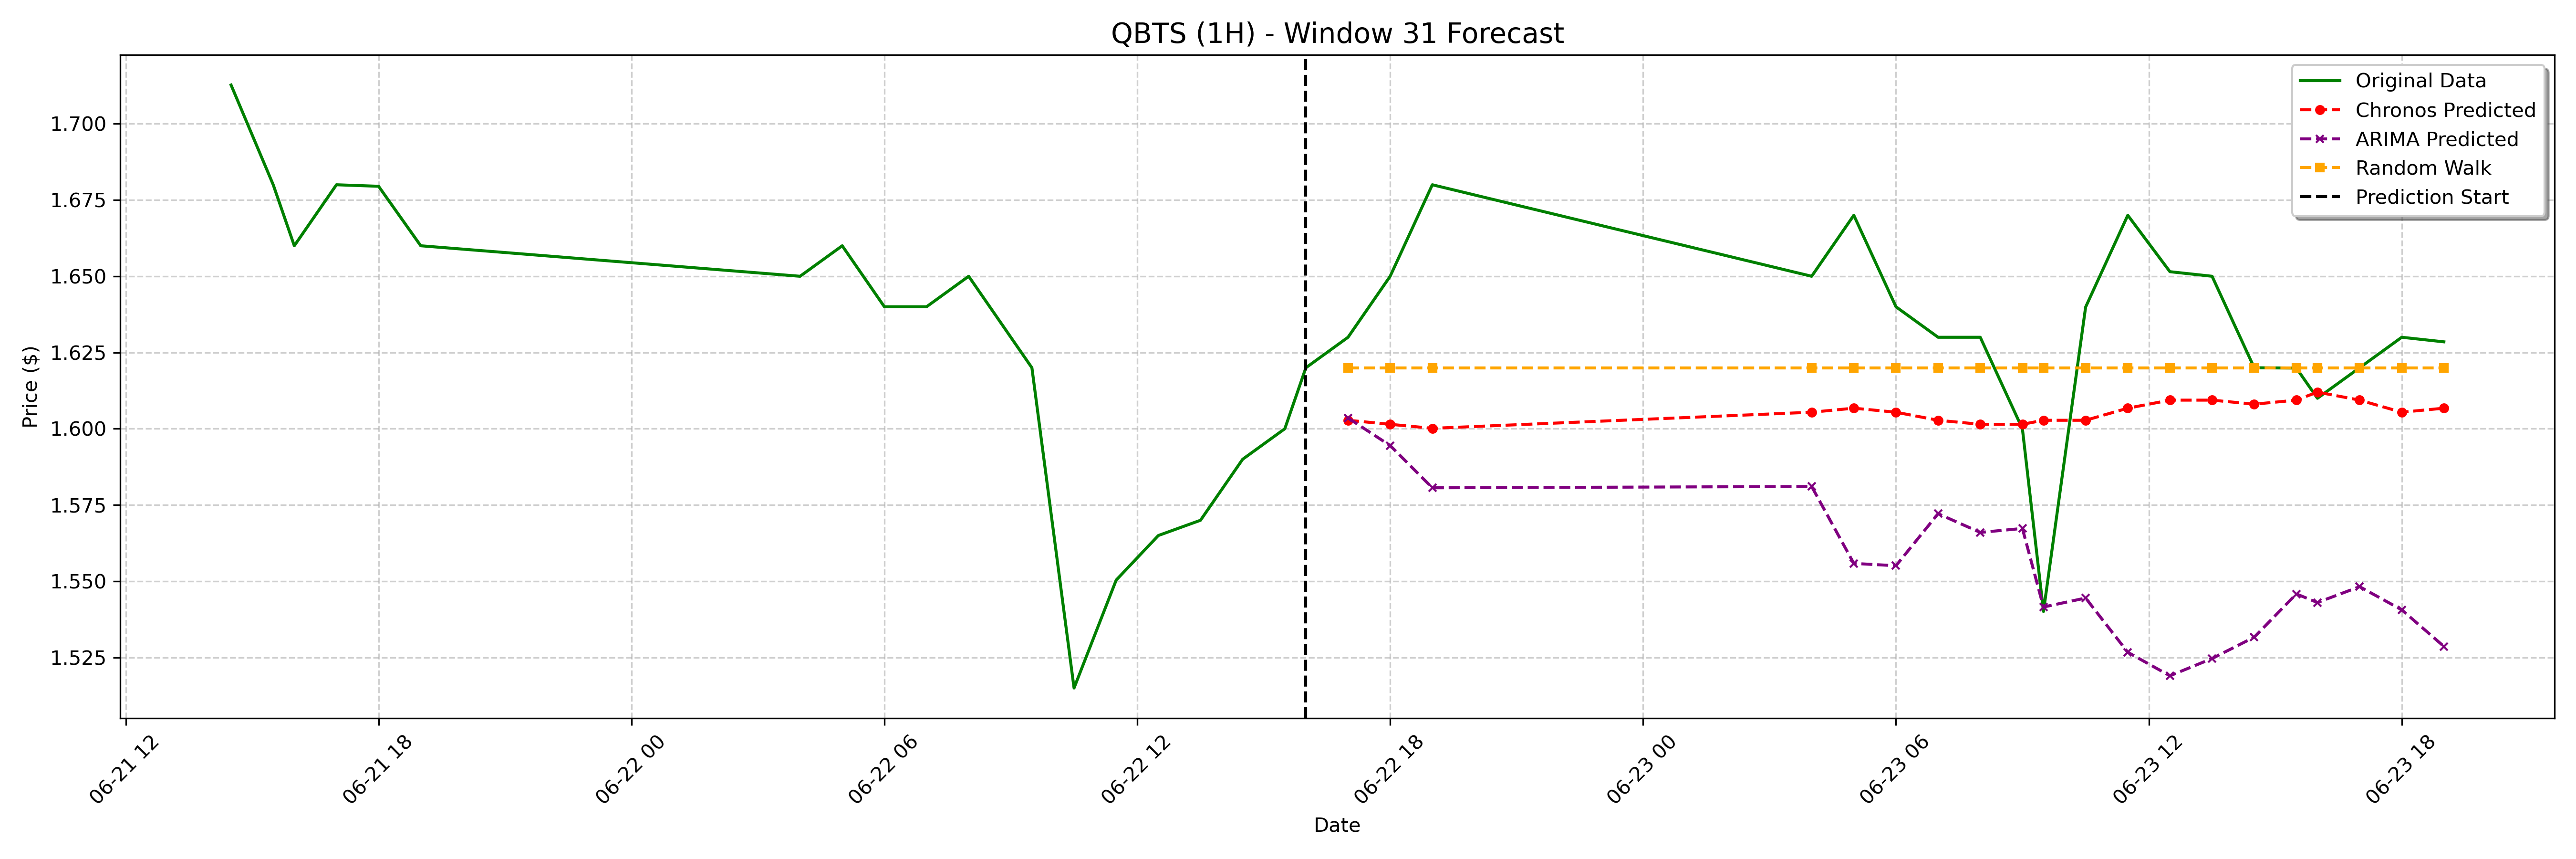 QBTS (1H) - Window 31 Forecast
Original Data
Chronos Predicted
ARIMA Predicted
Random Walk
Prediction Start
Price ($)
1.700
1.675
1.650
1.625
1.600
1.575
1.550
1.525
06-21 12
06-21 18
06-22 00
06-22 06
06-22 12
06-22 18
06-23 00
06-23 06
06-23 12
06-23 18
Date